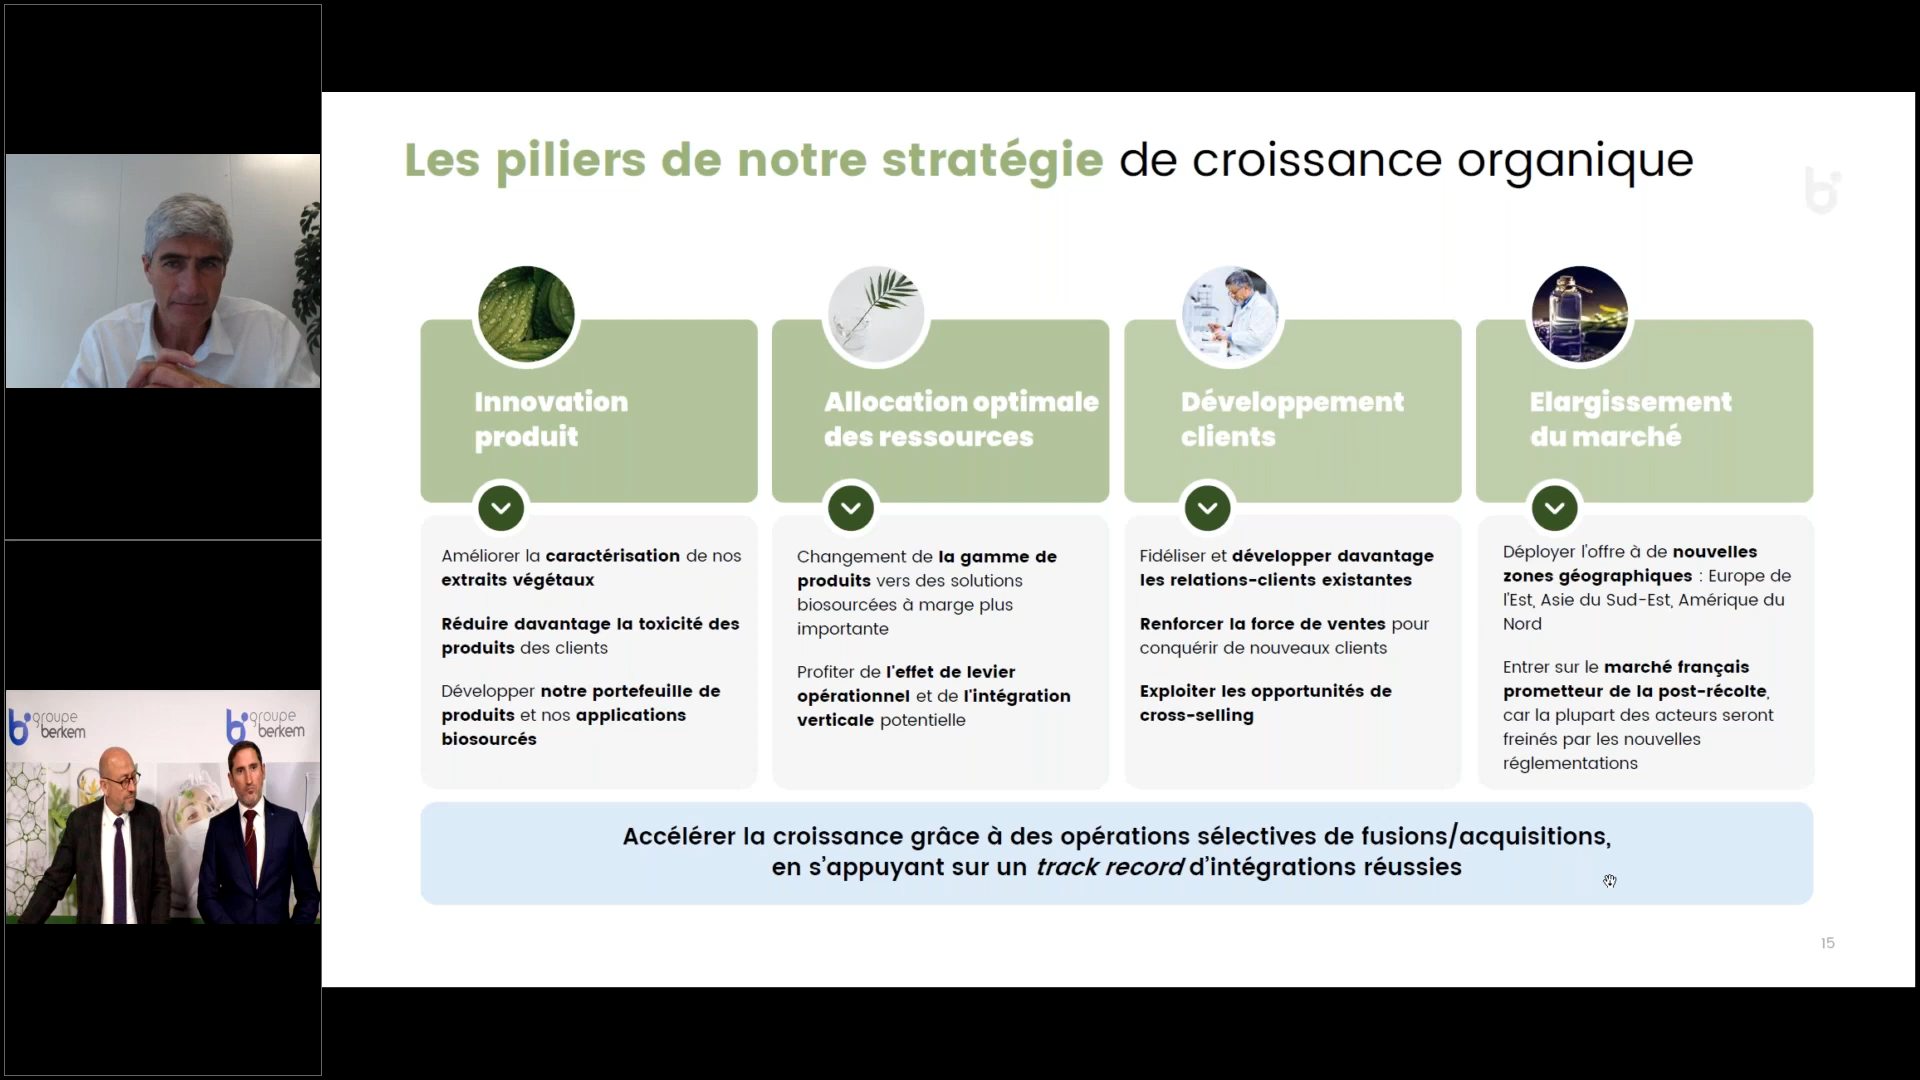 Les piliers de notre stratégie de croissance organique
Innovation
produit
Améliorer la caractérisation de nos
extraits végétaux
Réduire davantage la toxicité des
produits des clients
Développer notre portefeuille de
produits et nos applications
biosourcés
Allocation optimale
des ressources
Changement de la gamme de
produits vers des solutions
biosourcées à marge plus
importante
Profiter de l'effet de levier
opérationnel et de l'intégration
verticale potentielle
Développement
clients
Fidéliser et développer davantage
les relations-clients existantes
Renforcer la force de ventes pour
conquérir de nouveaux clients
Exploiter les opportunités de
cross-selling
Elargissement
du marché
Déployer l'offre à de nouvelles
zones géographiques : Europe de
l'Est, Asie du Sud-Est, Amérique du
Nord
Entrer sur le marché français
prometteur de la post-récolte,
car la plupart des acteurs seront
freinés par les nouvelles
réglementations
Accélérer la croissance grâce à des opérations sélectives de fusions/acquisitions,
en s’appuyant sur un track record d’intégrations réussies
15
groupe
berkem
groupe
berkem